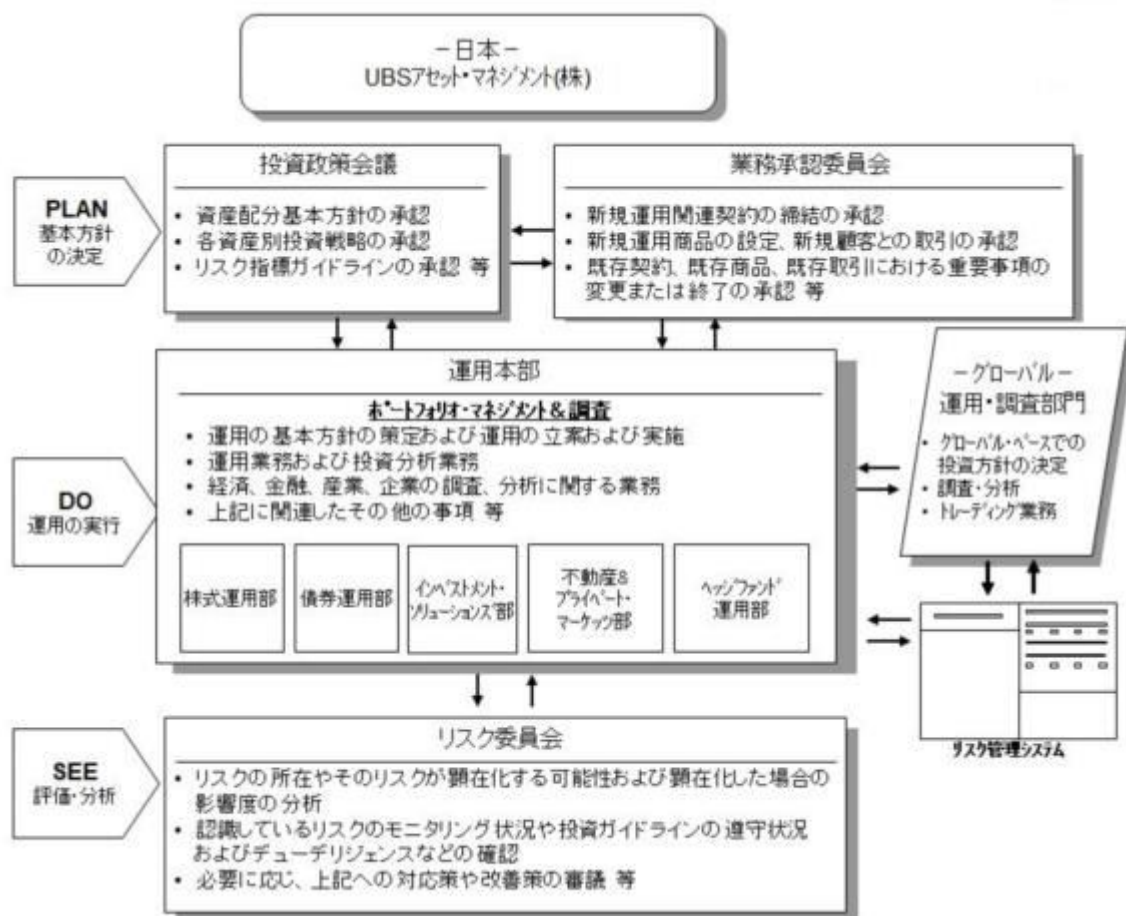 －日本－
UBSアセット・マネジメント(株)
PLAN
基本方針
の決定
投資政策会議
• 資産配分基本方針の承認
• 各資産別投資戦略の承認
• リスク指標ガイドラインの承認 等
業務承認委員会
• 新規運用関連契約の締結の承認
• 新規運用商品の設定、新規顧客との取引の承認
• 既存契約、既存商品、既存取引における重要事項の
変更または終了の承認 等
DO
運用の実行
運用本部
ポートフォリオ・マネジメント＆調査
• 運用の基本方針の策定および運用の立案および実施
• 運用業務および投資分析業務
• 経済、金融、産業、企業の調査、分析に関する業務
• 上記に関連したその他の事項 等
株式運用部
債券運用部
インベストメント・
ソリューションズ部
不動産&
プライベート・
マーケッツ部
ヘッジファンド
運用部
－グローバル－
運用・調査部門
• グローバル・ベースでの
投資方針の決定
• 調査・分析
• トレーディング業務
リスク管理システム
SEE
評価・分析
リスク委員会
• リスクの所在やそのリスクが顕在化する可能性および顕在化した場合の
影響度の分析
• 認識しているリスクのモニタリング状況や投資ガイドラインの遵守状況
およびデューデリジェンスなどの確認
• 必要に応じ、上記への対応策や改善策の審議 等